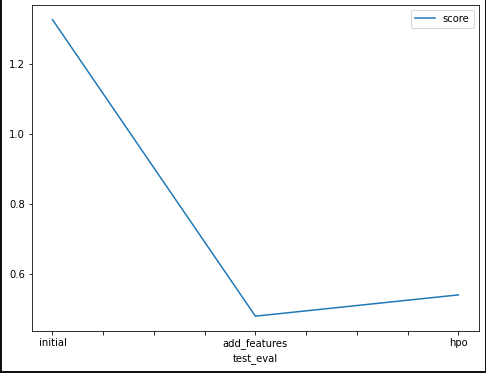 score
1.2
1.0
0.8
0.6
initial add_features hpo
test_eval